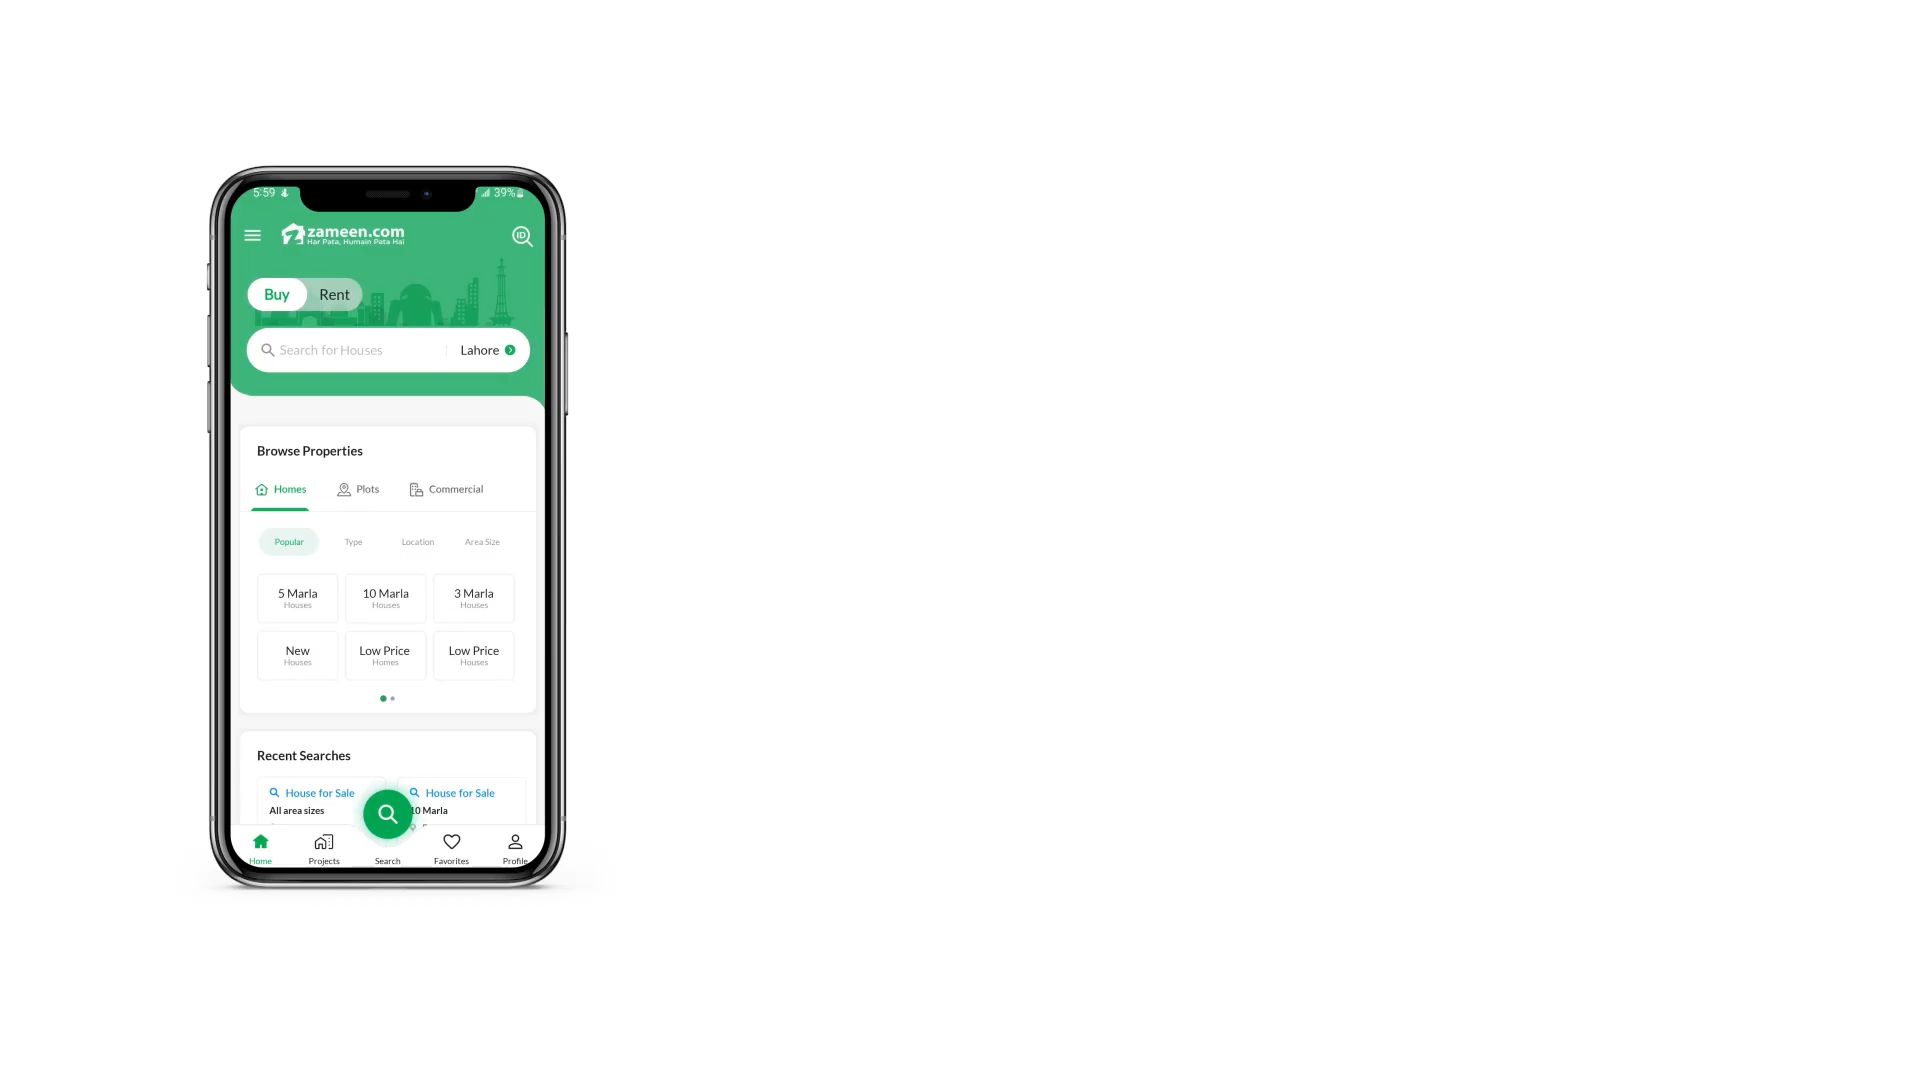 5:59
39%
zameen.com
Har Pata, Humain Pata Hai
ID
Buy
Rent
Search for Houses
Lahore
Browse Properties
Homes
Plots
Commercial
Popular
Type
Location
Area Size
5 Marla
Houses
10 Marla
Houses
3 Marla
Houses
New
Houses
Low Price
Homes
Low Price
Houses
Recent Searches
House for Sale
All area sizes
House for Sale
10 Marla
Home
Projects
Search
Favorites
Profile